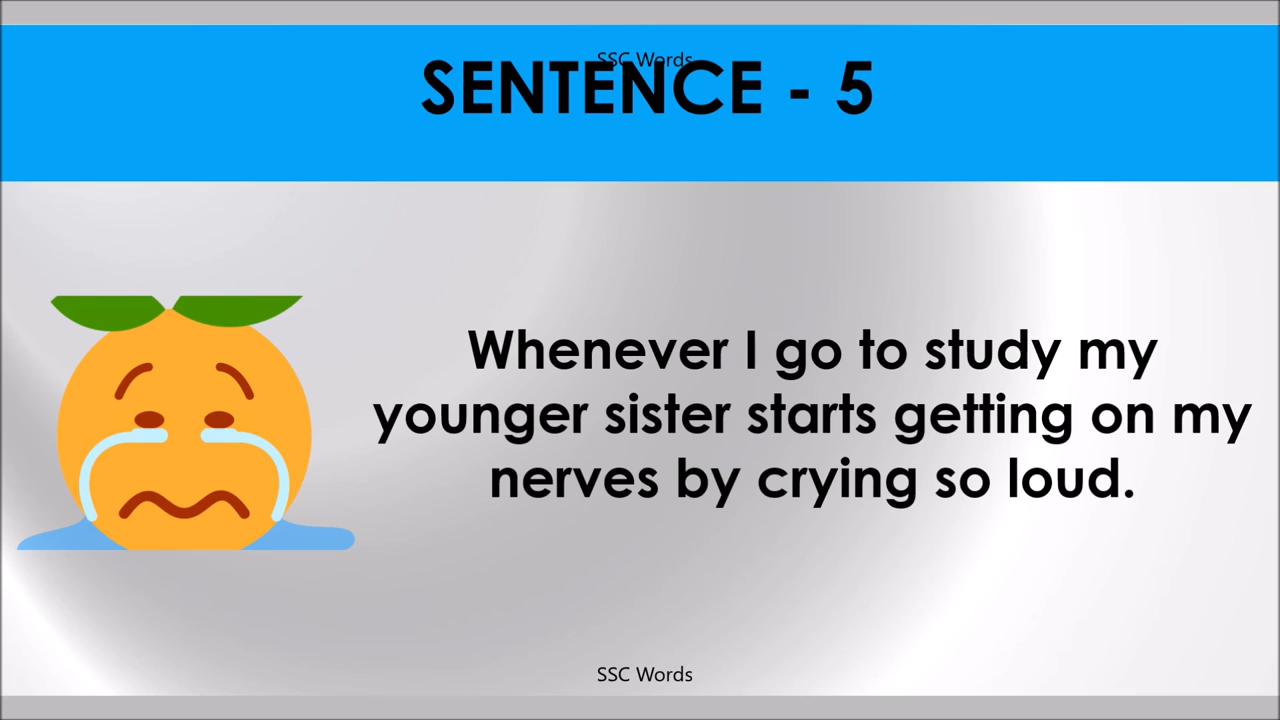 SSC Words
SENTENCE - 5
Whenever I go to study my
younger sister starts getting on my
nerves by crying so loud.
SSC Words